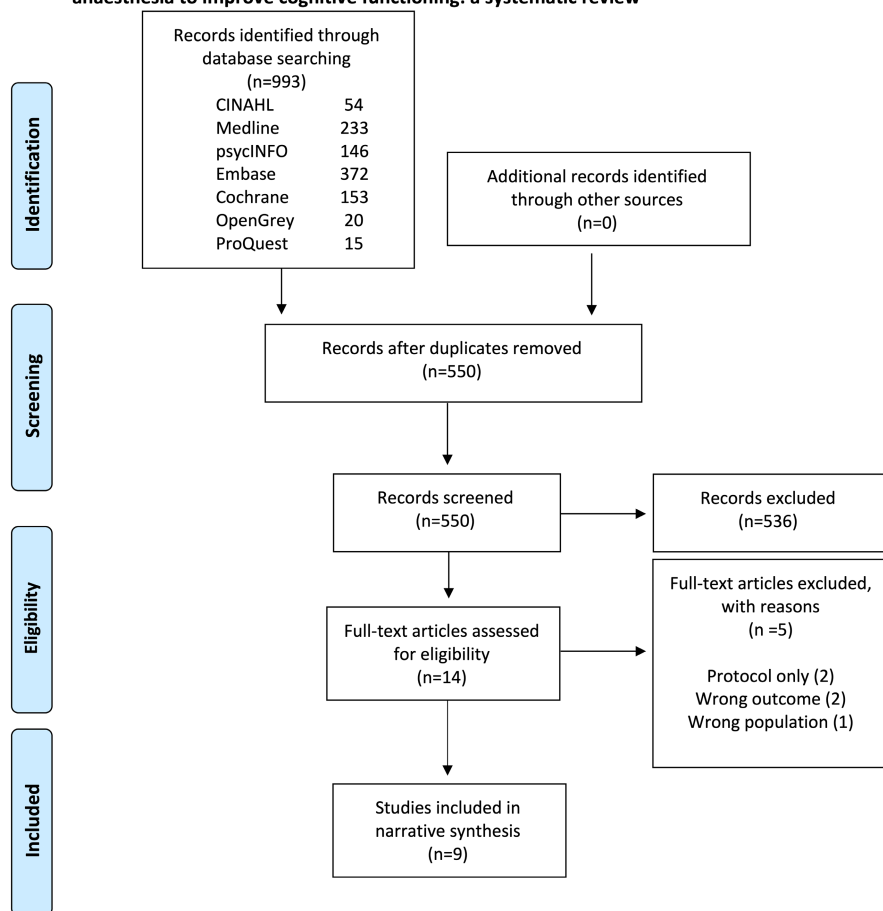 anaesthesia to improve cognitive functioning: a systematic review
Identification
Records identified through
database searching
(n=993)
CINAHL 54
Medline 233
psycINFO 146
Embase 372
Cochrane 153
OpenGrey 20
ProQuest 15
Additional records identified
through other sources
(n=0)
Screening
Records after duplicates removed
(n=550)
Records screened
(n=550)
Records excluded
(n=536)
Eligibility
Full-text articles assessed
for eligibility
(n=14)
Full-text articles excluded,
with reasons
(n =5)
Protocol only (2)
Wrong outcome (2)
Wrong population (1)
Included
Studies included in
narrative synthesis
(n=9)